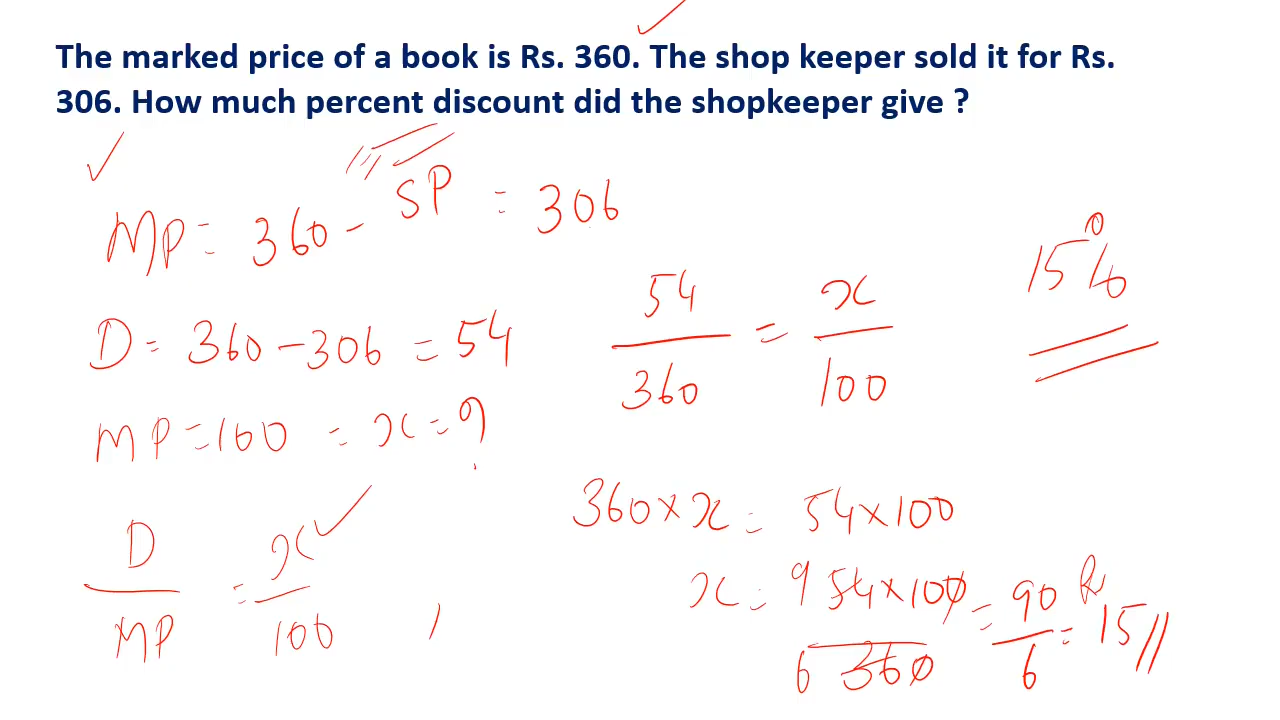 The marked price of a book is Rs. 360. The shop keeper sold it for Rs.
306. How much percent discount did the shopkeeper give ?
MP = 360 - SP = 306
D = 360 - 306 = 54
MP = 100 = x = ?
D/MP = x/100 ,
54/360 = x/100
360 × x = 54 × 100
x = 9 54 × 100 / 6 360 = 90/6 = 15
15%